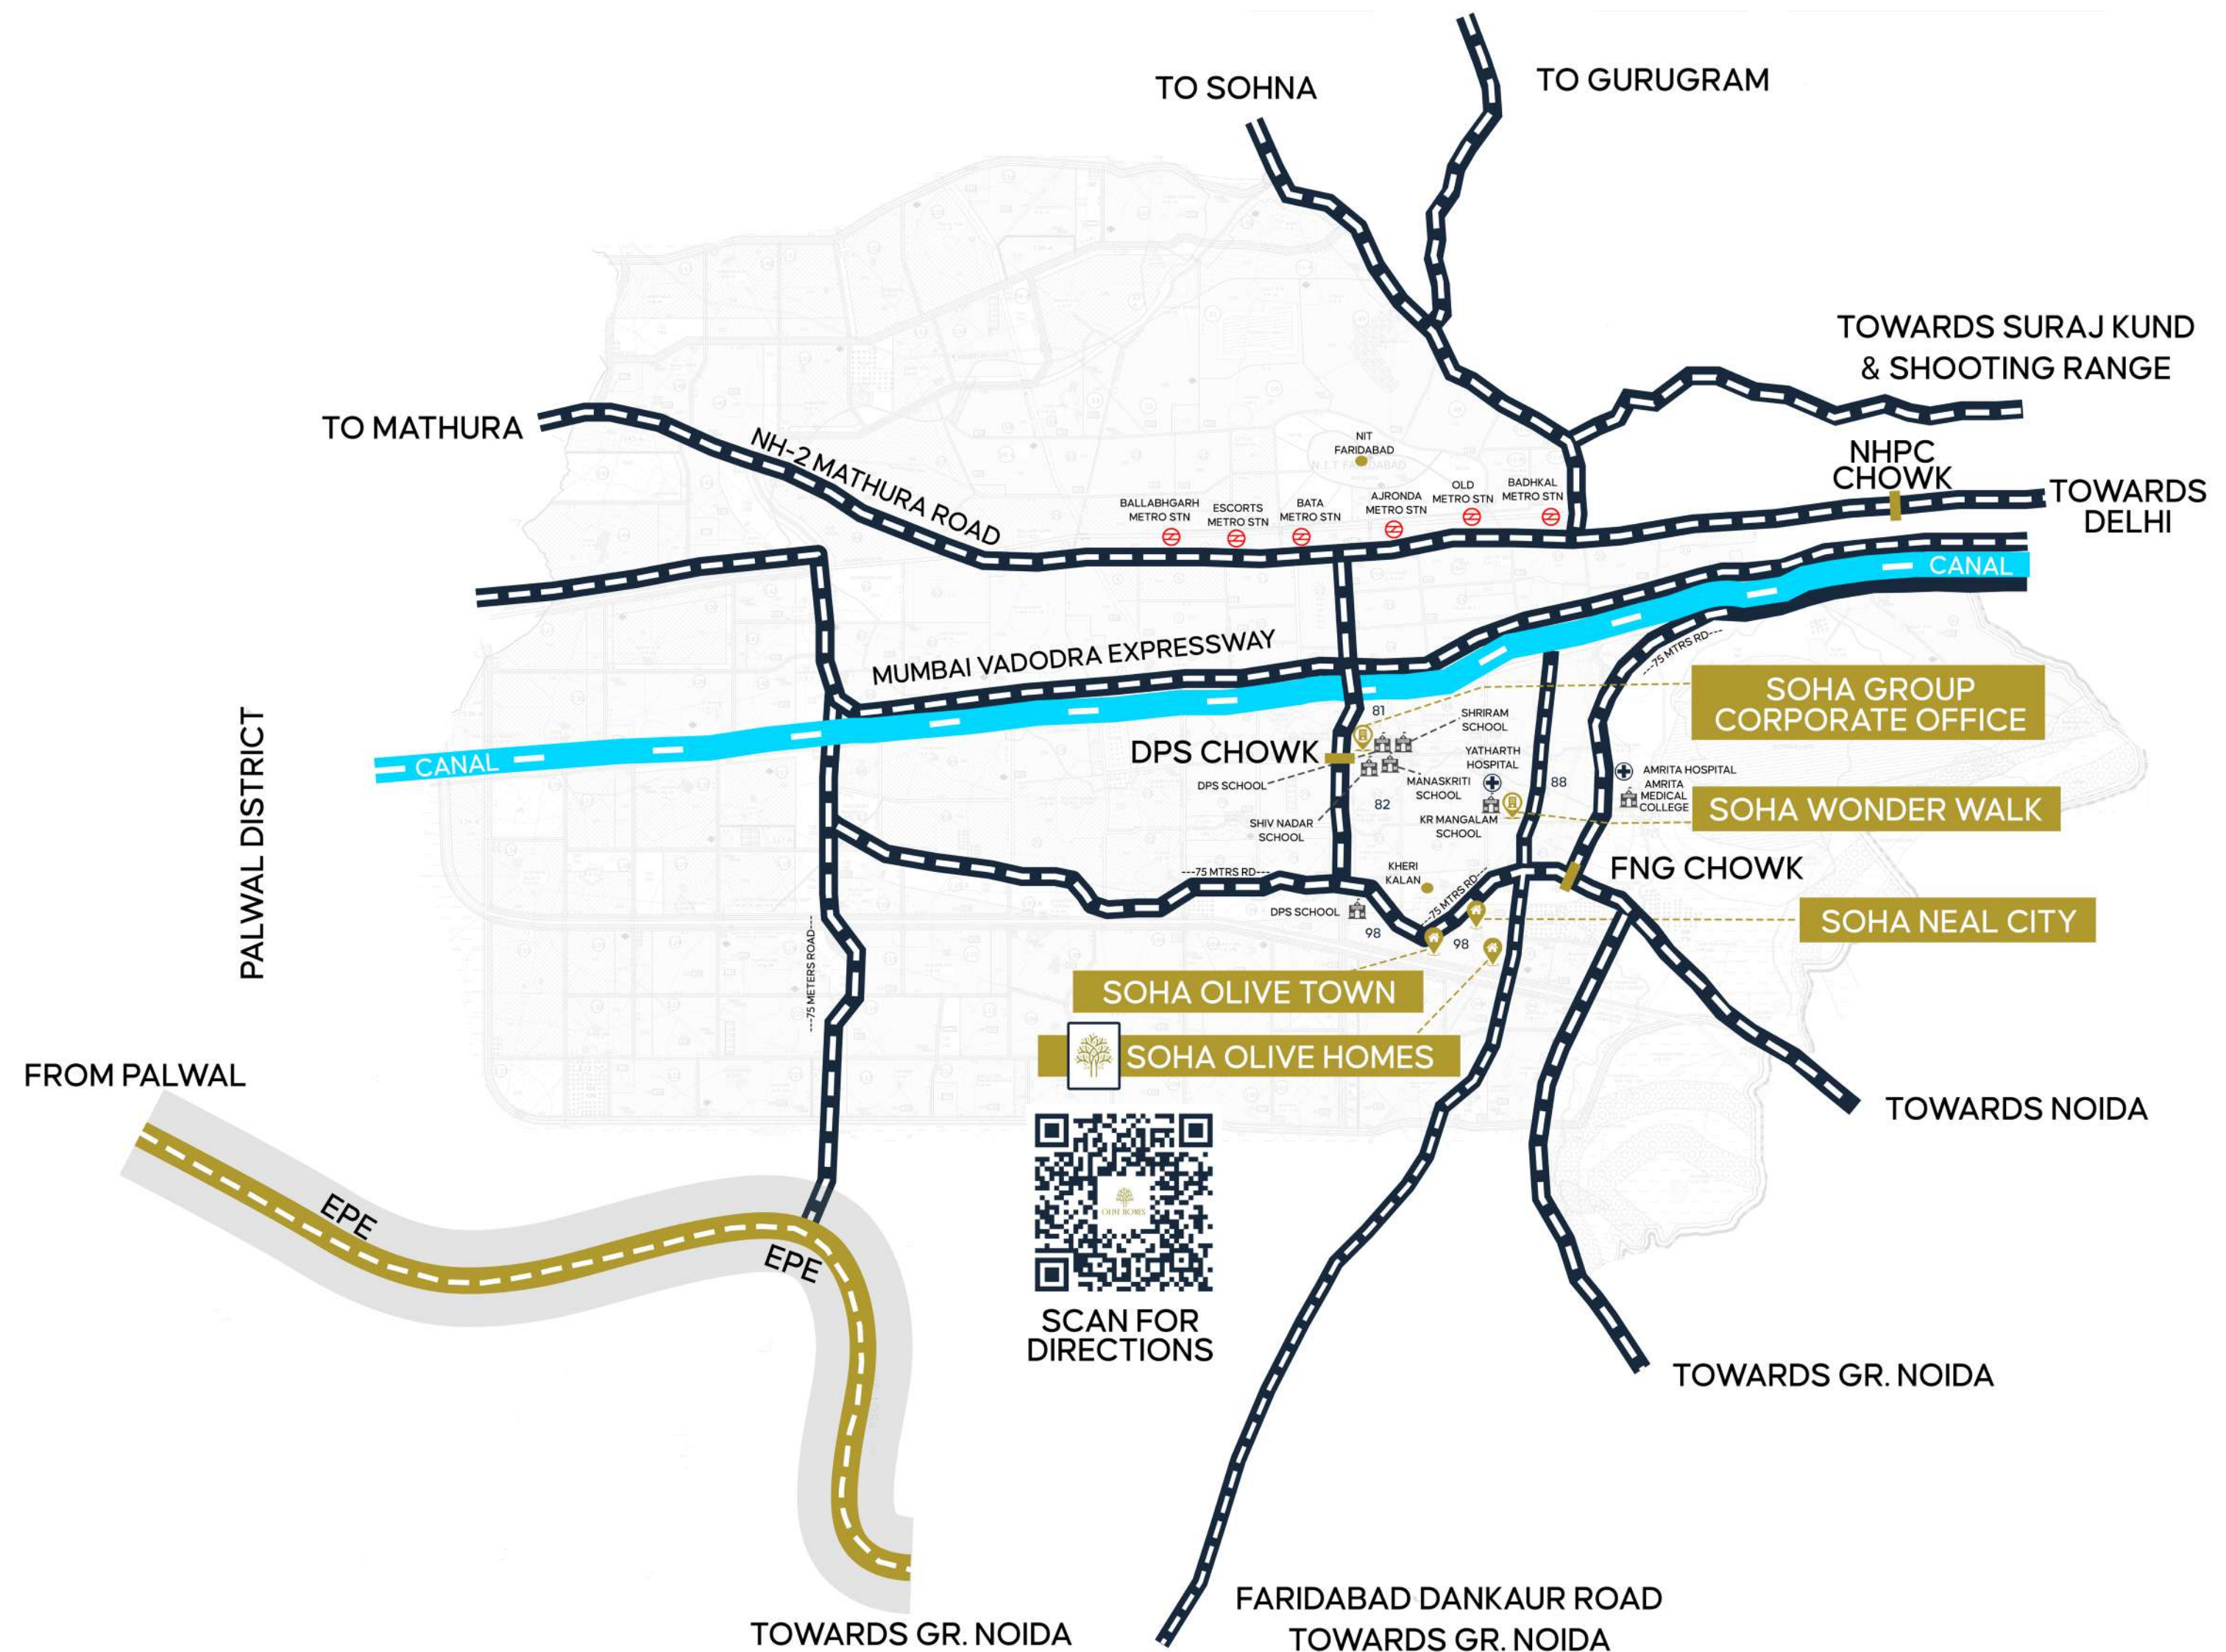 TO SOHNA
TO GURUGRAM
TOWARDS SURAJ KUND
& SHOOTING RANGE
TO MATHURA
NH-2 MATHURA ROAD
NIT
FARIDABAD
N.I.T FARIDABAD
NHPC
CHOWK
TOWARDS
DELHI
BALLABHGARH
METRO STN
ESCORTS
METRO STN
BATA
METRO STN
AJRONDA
METRO STN
OLD
METRO STN
BADHKAL
METRO STN
CANAL
MUMBAI VADODRA EXPRESSWAY
---75 MTRS RD---
SOHA GROUP
CORPORATE OFFICE
81
SHRIRAM
SCHOOL
DPS CHOWK
CANAL
PALWAL DISTRICT
YATHARTH
HOSPITAL
DPS SCHOOL
MANASKRITI
SCHOOL
88
AMRITA HOSPITAL
AMRITA
MEDICAL
COLLEGE
82
SOHA WONDER WALK
SHIV NADAR
SCHOOL
KR MANGALAM
SCHOOL
---75 MTRS RD---
KHERI
KALAN
---75 MTRS RD---
FNG CHOWK
DPS SCHOOL
98
98
SOHA NEAL CITY
---75 METERS ROAD---
SOHA OLIVE TOWN
SOHA OLIVE HOMES
FROM PALWAL
TOWARDS NOIDA
EPE
EPE
OLIVE HOMES
SCAN FOR
DIRECTIONS
TOWARDS GR. NOIDA
FARIDABAD DANKAUR ROAD
TOWARDS GR. NOIDA
TOWARDS GR. NOIDA